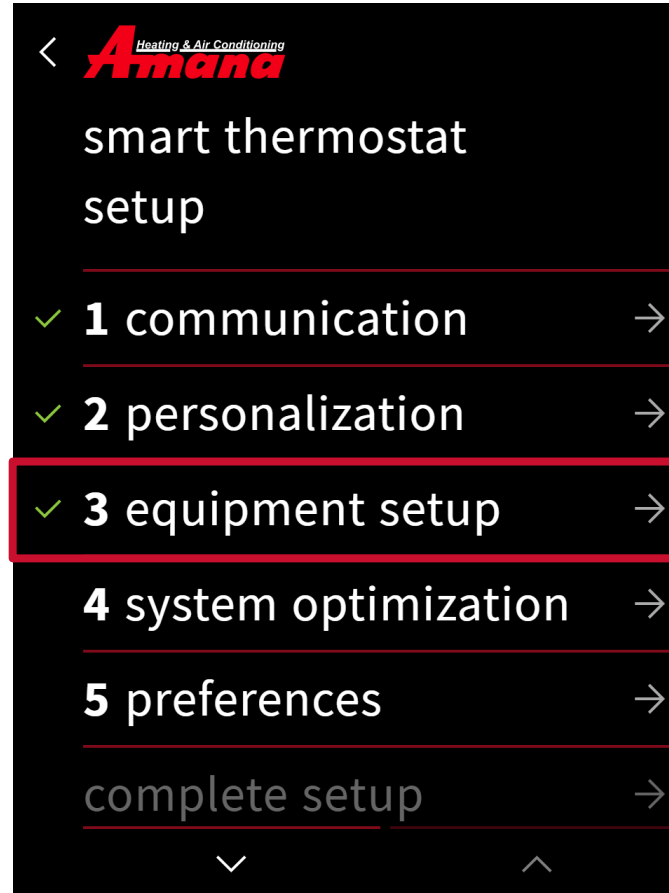 Heating & Air Conditioning
Amana
smart thermostat
setup
1 communication
2 personalization
3 equipment setup
4 system optimization
5 preferences
complete setup